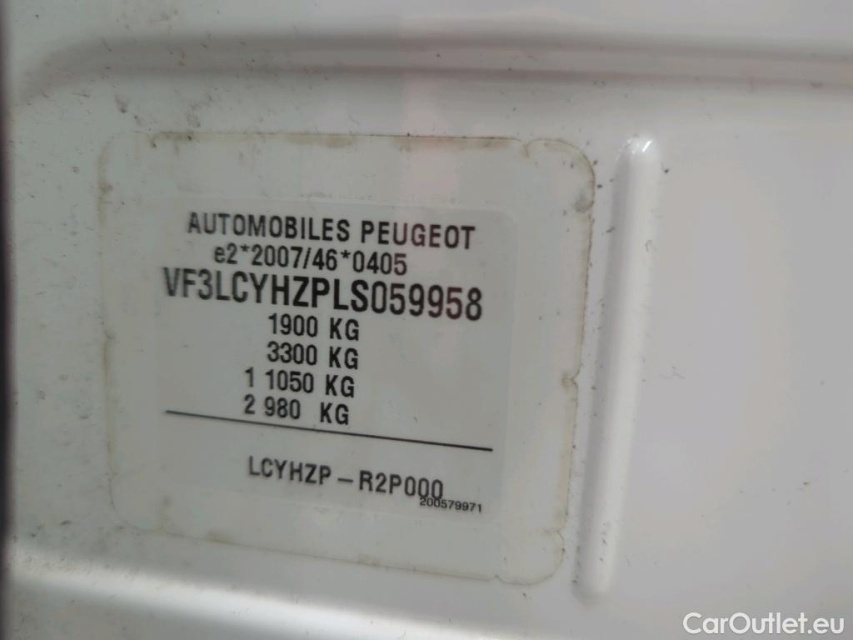 AUTOMOBILES PEUGEOT
e2*2007/46*0405
VF3LCYHZPLS059958
1900 KG
3300 KG
1 1050 KG
2 980 KG
LCYHZP - R2P000
200579971
CarOutlet.eu